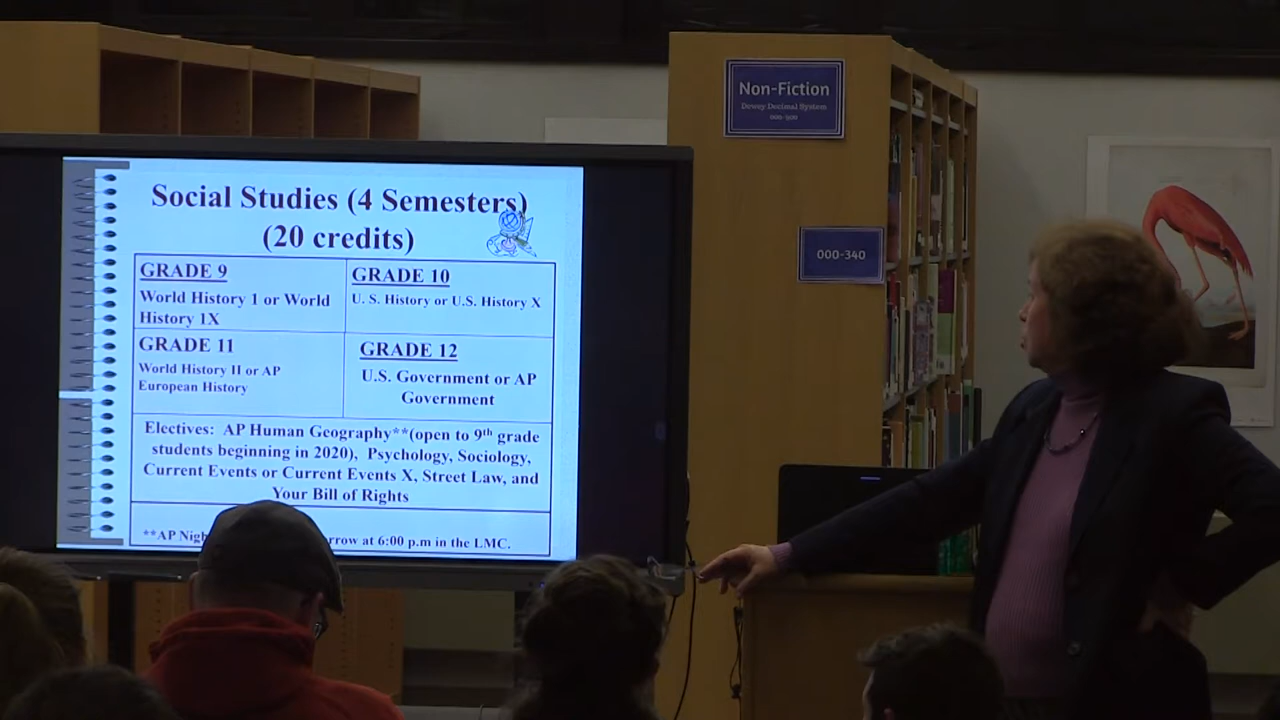 Social Studies (4 Semesters)
(20 credits)
GRADE 9
World History 1 or World
History 1X
GRADE 10
U. S. History or U.S. History X
GRADE 11
World History II or AP
European History
GRADE 12
U.S. Government or AP
Government
Electives: AP Human Geography**(open to 9th grade
students beginning in 2020), Psychology, Sociology,
Current Events or Current Events X, Street Law, and
Your Bill of Rights
**AP at 6:00 p.m in the LMC.
Non-Fiction
Dewey Decimal System
000-340